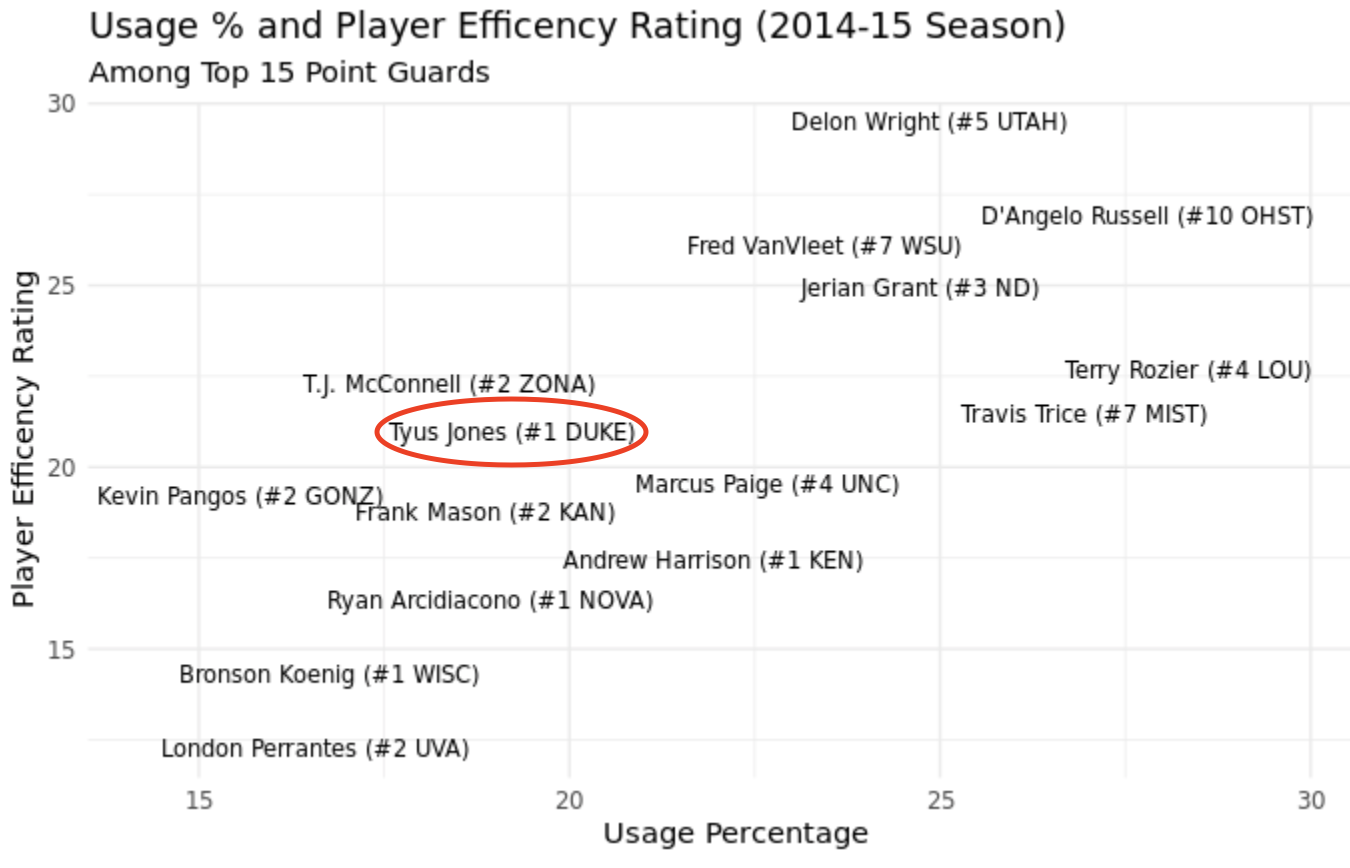 Usage % and Player Efficency Rating (2014-15 Season)
Among Top 15 Point Guards
30
Delon Wright (#5 UTAH)
D'Angelo Russell (#10 OHST)
Fred VanVleet (#7 WSU)
25
Jerian Grant (#3 ND)
Player Efficency Rating
Terry Rozier (#4 LOU)
T.J. McConnell (#2 ZONA)
Travis Trice (#7 MIST)
Tyus Jones (#1 DUKE)
20
Marcus Paige (#4 UNC)
Kevin Pangos (#2 GONZ)
Frank Mason (#2 KAN)
Andrew Harrison (#1 KEN)
Ryan Arcidiacono (#1 NOVA)
15
Bronson Koenig (#1 WISC)
London Perrantes (#2 UVA)
15 20 25 30
Usage Percentage